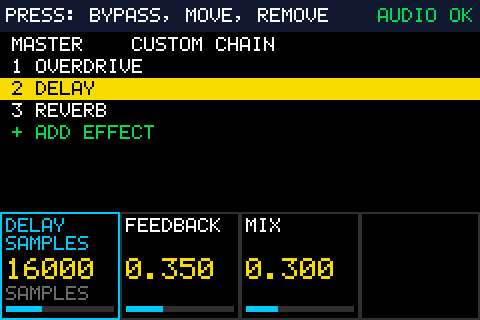 PRESS: BYPASS, MOVE, REMOVE AUDIO OK
MASTER CUSTOM CHAIN
1 OVERDRIVE
2 DELAY
3 REVERB
+ ADD EFFECT
DELAY SAMPLES
16000
SAMPLES
FEEDBACK
0.350
MIX
0.300